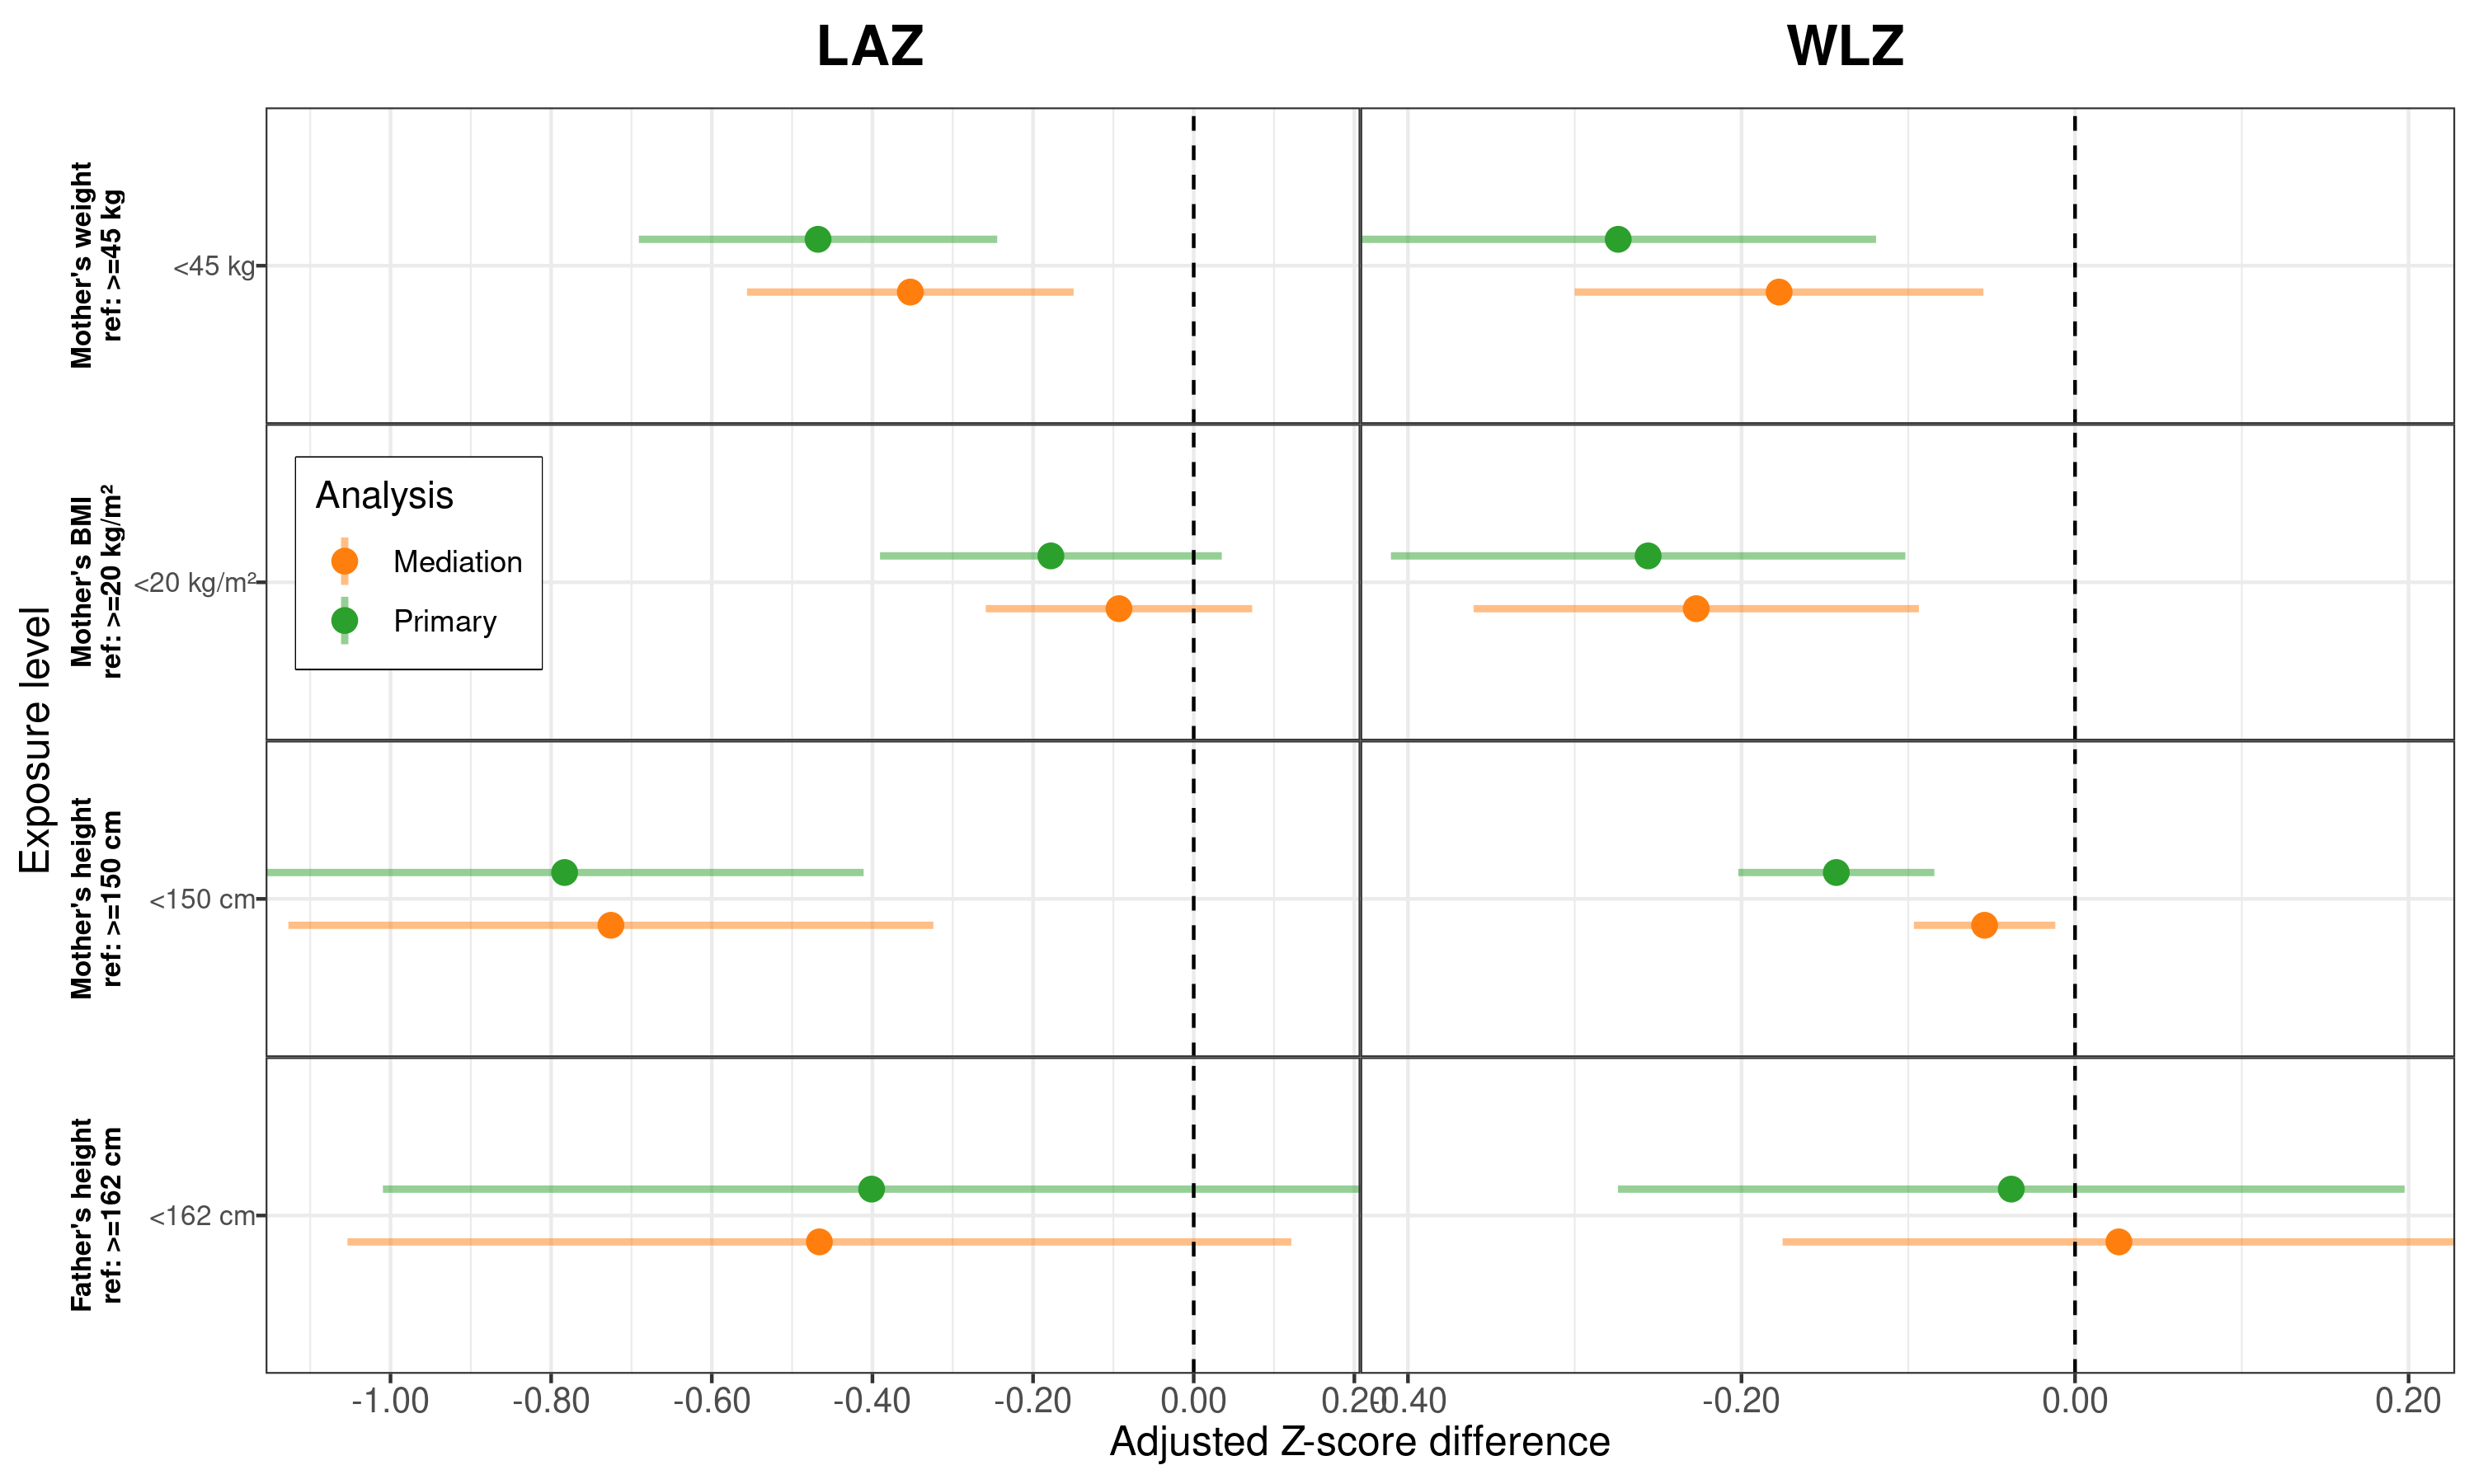 LAZ
WLZ
Exposure level
Mother's weight
ref: >=45 kg
<45 kg
Mother's BMI
ref: >=20 kg/m²
<20 kg/m²
Analysis
Mediation
Primary
Mother's height
ref: >=150 cm
<150 cm
Father's height
ref: >=162 cm
<162 cm
-1.00 -0.80 -0.60 -0.40 -0.20 0.00 0.20
-0.40 -0.20 0.00 0.20
Adjusted Z-score difference